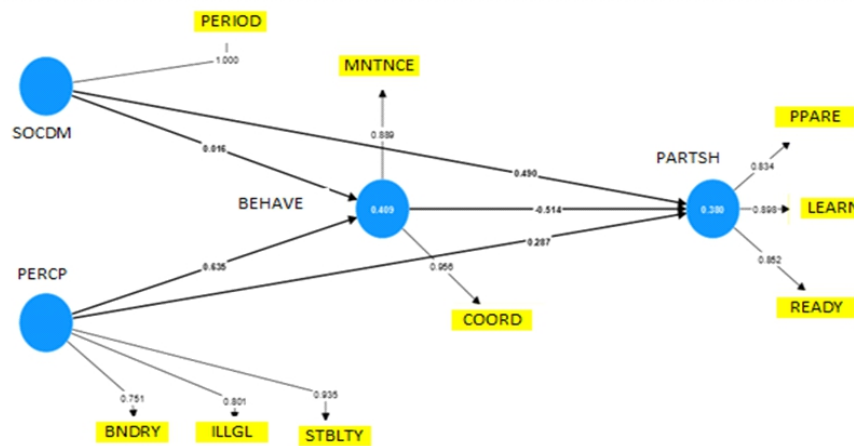 PERIOD
1.000
MNTNCE
SOCDM
0.889
PPARE
PARTSH
0.016
0.490
0.834
BEHAVE
0.409
-0.514
0.380
0.898
LEARN
0.287
PERCP
0.635
0.956
0.852
COORD
READY
0.751
0.801
0.935
BNDRY
ILLGL
STBLTY